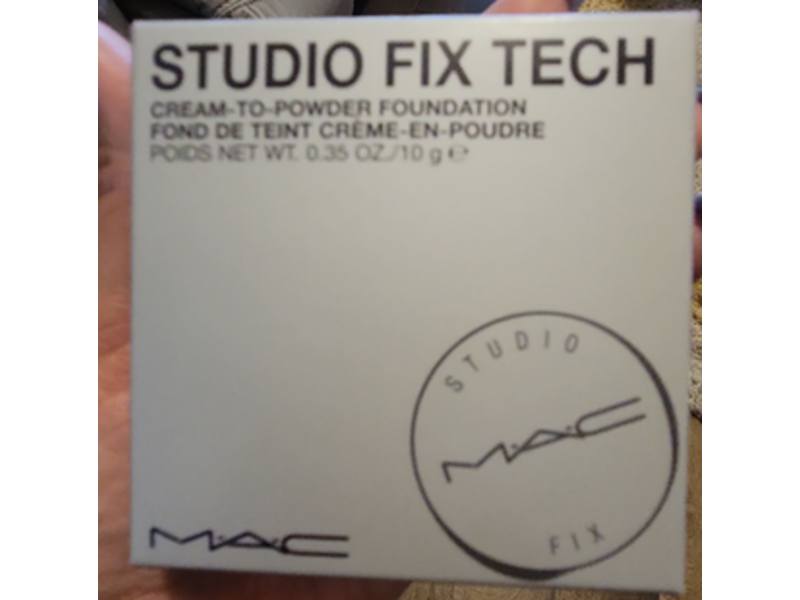 STUDIO FIX TECH
CREAM-TO-POWDER FOUNDATION
FOND DE TEINT CRÈME-EN-POUDRE
POIDS NET WT. 0.35 OZ./10 g ℮
STUDIO
M·A·C
FIX
M·A·C